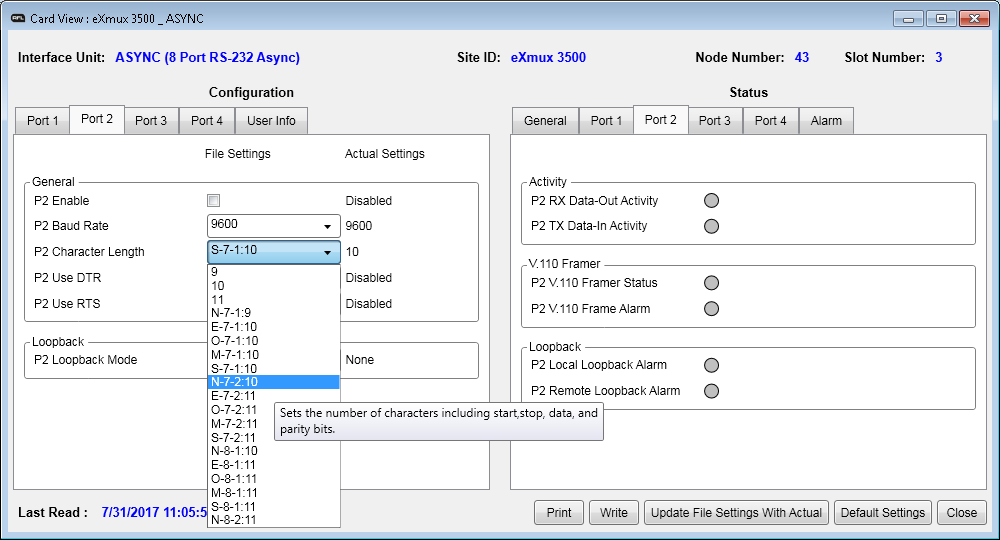 AFL Card View : eXmux 3500 _ ASYNC
Interface Unit: ASYNC (8 Port RS-232 Async) Site ID: eXmux 3500 Node Number: 43 Slot Number: 3
Configuration
Port 1 Port 2 Port 3 Port 4 User Info
File Settings Actual Settings
General
P2 Enable Disabled
P2 Baud Rate 9600 9600
P2 Character Length S-7-1:10 10
P2 Use DTR Disabled
P2 Use RTS Disabled
9
10
11
N-7-1:9
E-7-1:10
O-7-1:10
M-7-1:10
S-7-1:10
N-7-2:10
E-7-2:11
O-7-2:11
M-7-2:11
S-7-2:11
N-8-1:10
E-8-1:11
O-8-1:11
M-8-1:11
S-8-1:11
N-8-2:11
Loopback
P2 Loopback Mode None
Sets the number of characters including start,stop, data, and
parity bits.
Status
General Port 1 Port 2 Port 3 Port 4 Alarm
Activity
P2 RX Data-Out Activity
P2 TX Data-In Activity
V.110 Framer
P2 V.110 Framer Status
P2 V.110 Frame Alarm
Loopback
P2 Local Loopback Alarm
P2 Remote Loopback Alarm
Last Read : 7/31/2017 11:05:5
Print Write Update File Settings With Actual Default Settings Close